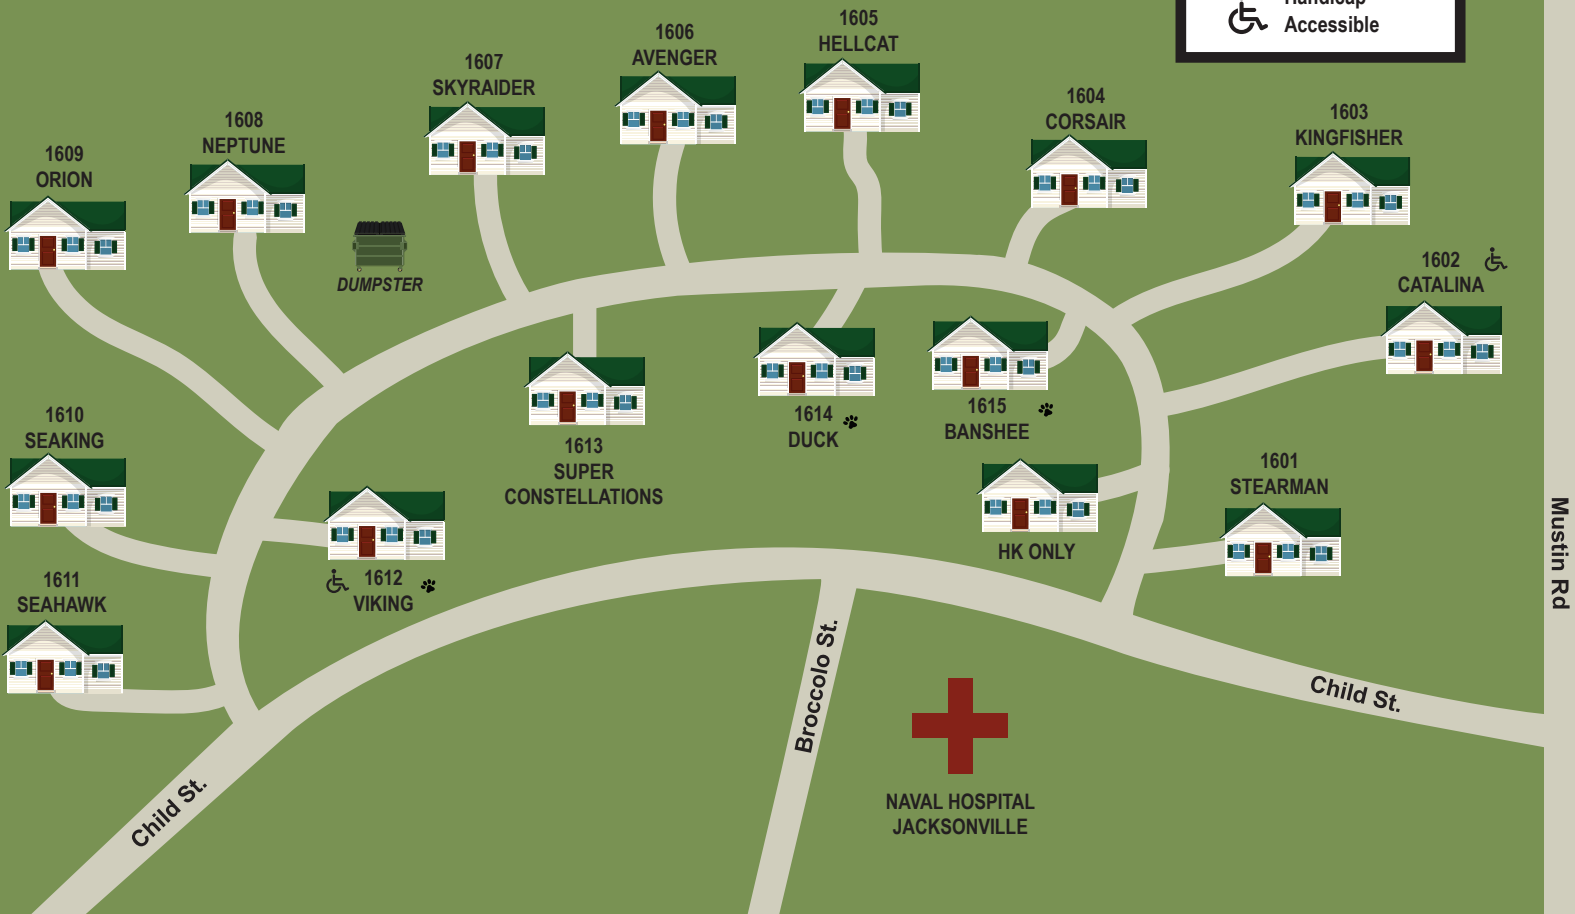 Handicap
Accessible
1605
HELLCAT
1606
AVENGER
1607
SKYRAIDER
1604
CORSAIR
1603
KINGFISHER
1608
NEPTUNE
1609
ORION
1602
CATALINA
DUMPSTER
1610
SEAKING
1613
SUPER
CONSTELLATIONS
1614
DUCK
1615
BANSHEE
1601
STEARMAN
HK ONLY
1611
SEAHAWK
1612
VIKING
Mustin Rd
Broccolo St.
Child St.
Child St.
NAVAL HOSPITAL
JACKSONVILLE